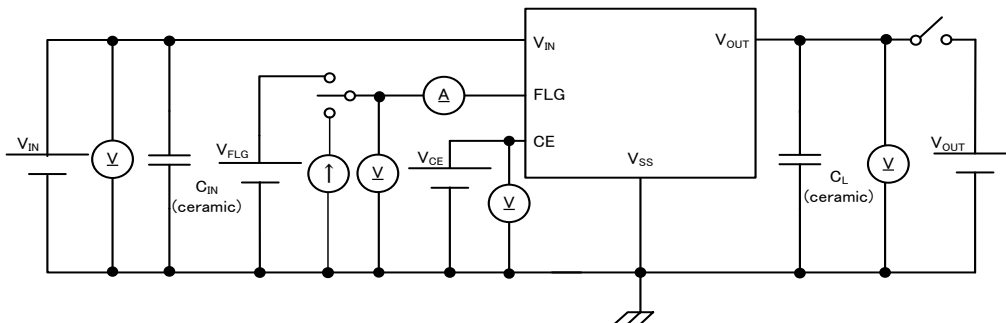 V_IN
V
C_IN
(ceramic)
V_FLG
↑
V
A
V_CE
V
V_IN
FLG
CE
V_SS
V_OUT
C_L
(ceramic)
V
V_OUT